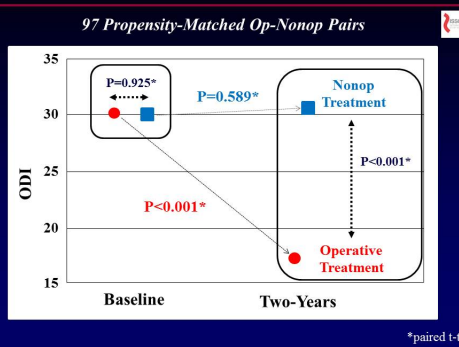 97 Propensity-Matched Op-Nonop Pairs
35
30
25
20
15
ODI
P=0.925*
P=0.589*
Nonop
Treatment
P<0.001*
P<0.001*
Operative
Treatment
Baseline
Two-Years
*paired